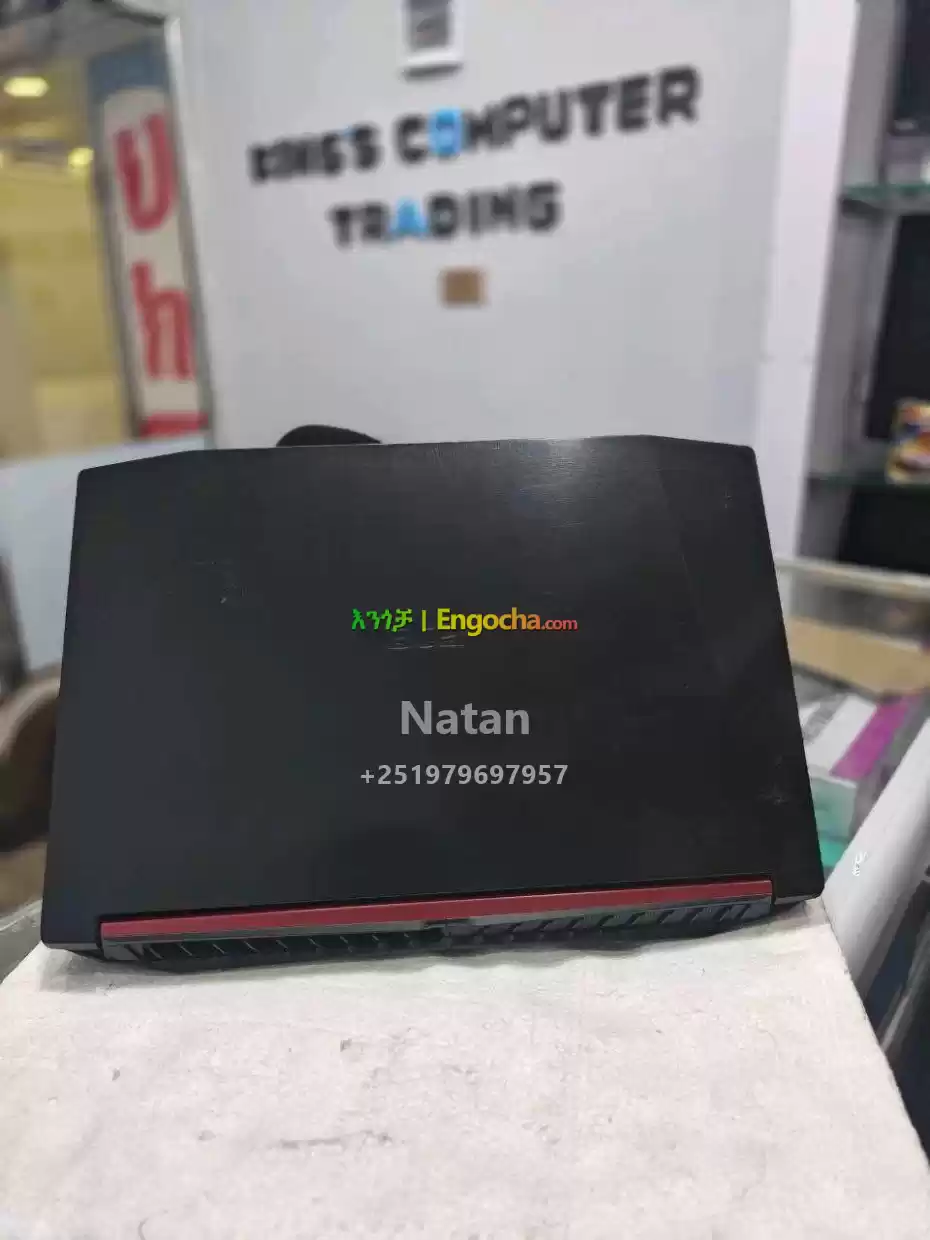 KING'S COMPUTER
TRADING
እንጎቻ | Engocha.com
Natan
+251979697957